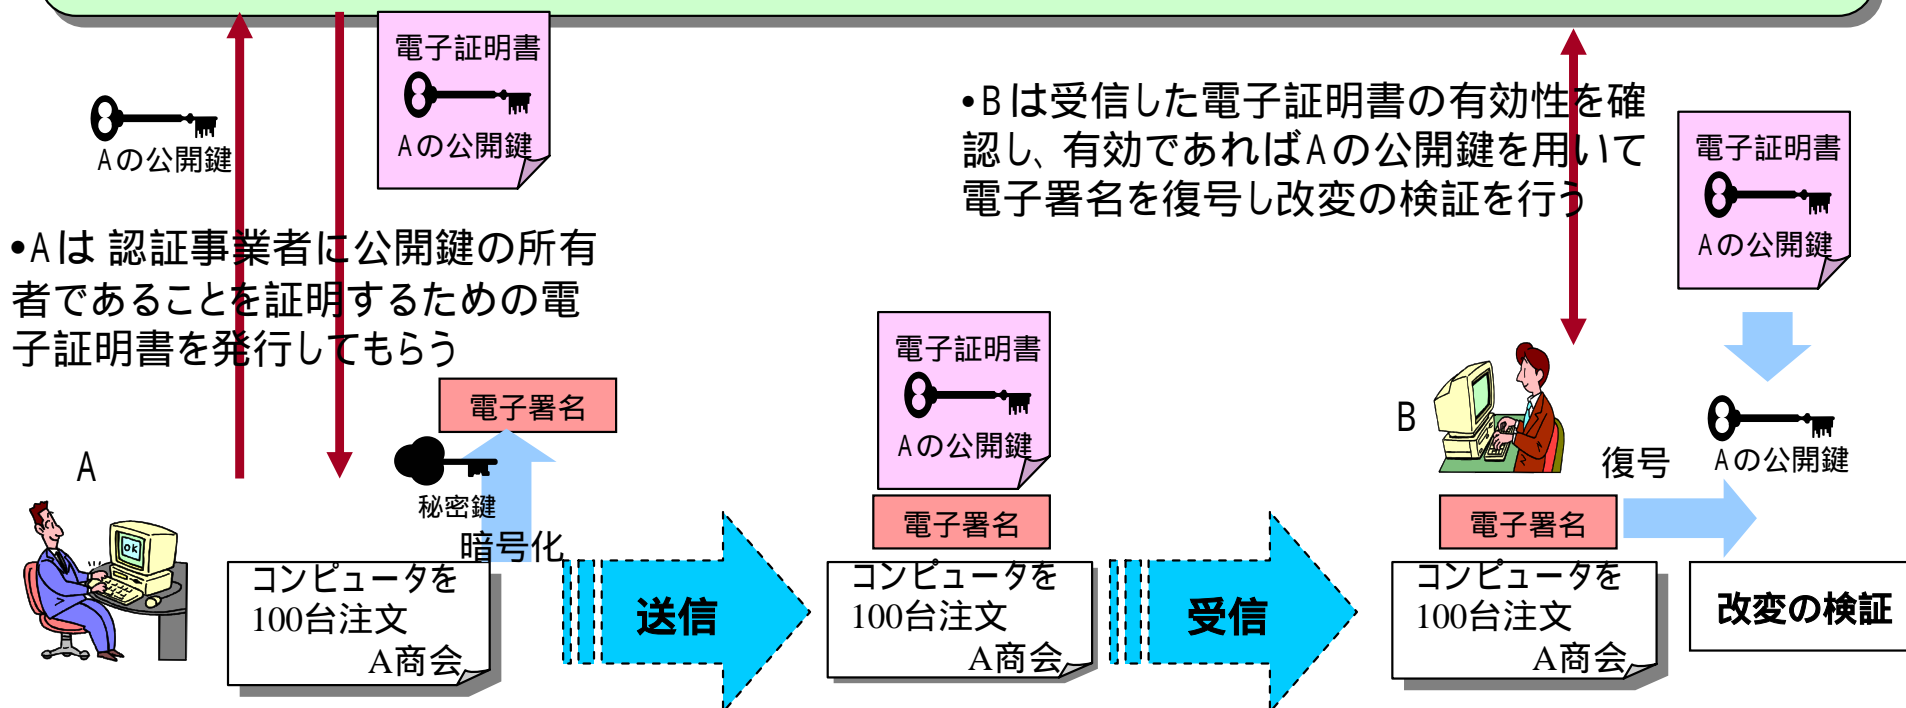 電子証明書
Aの公開鍵
Aの公開鍵
•Aは 認証事業者に公開鍵の所有
者であることを証明するための電
子証明書を発行してもらう
•Bは受信した電子証明書の有効性を確
認し、有効であればAの公開鍵を用いて
電子署名を復号し改変の検証を行う
電子証明書
Aの公開鍵
A
OK
電子署名
秘密鍵
暗号化
コンピュータを
100台注文
A商会
送信
電子証明書
Aの公開鍵
電子署名
コンピュータを
100台注文
A商会
受信
B
復号
Aの公開鍵
電子署名
コンピュータを
100台注文
A商会
改変の検証